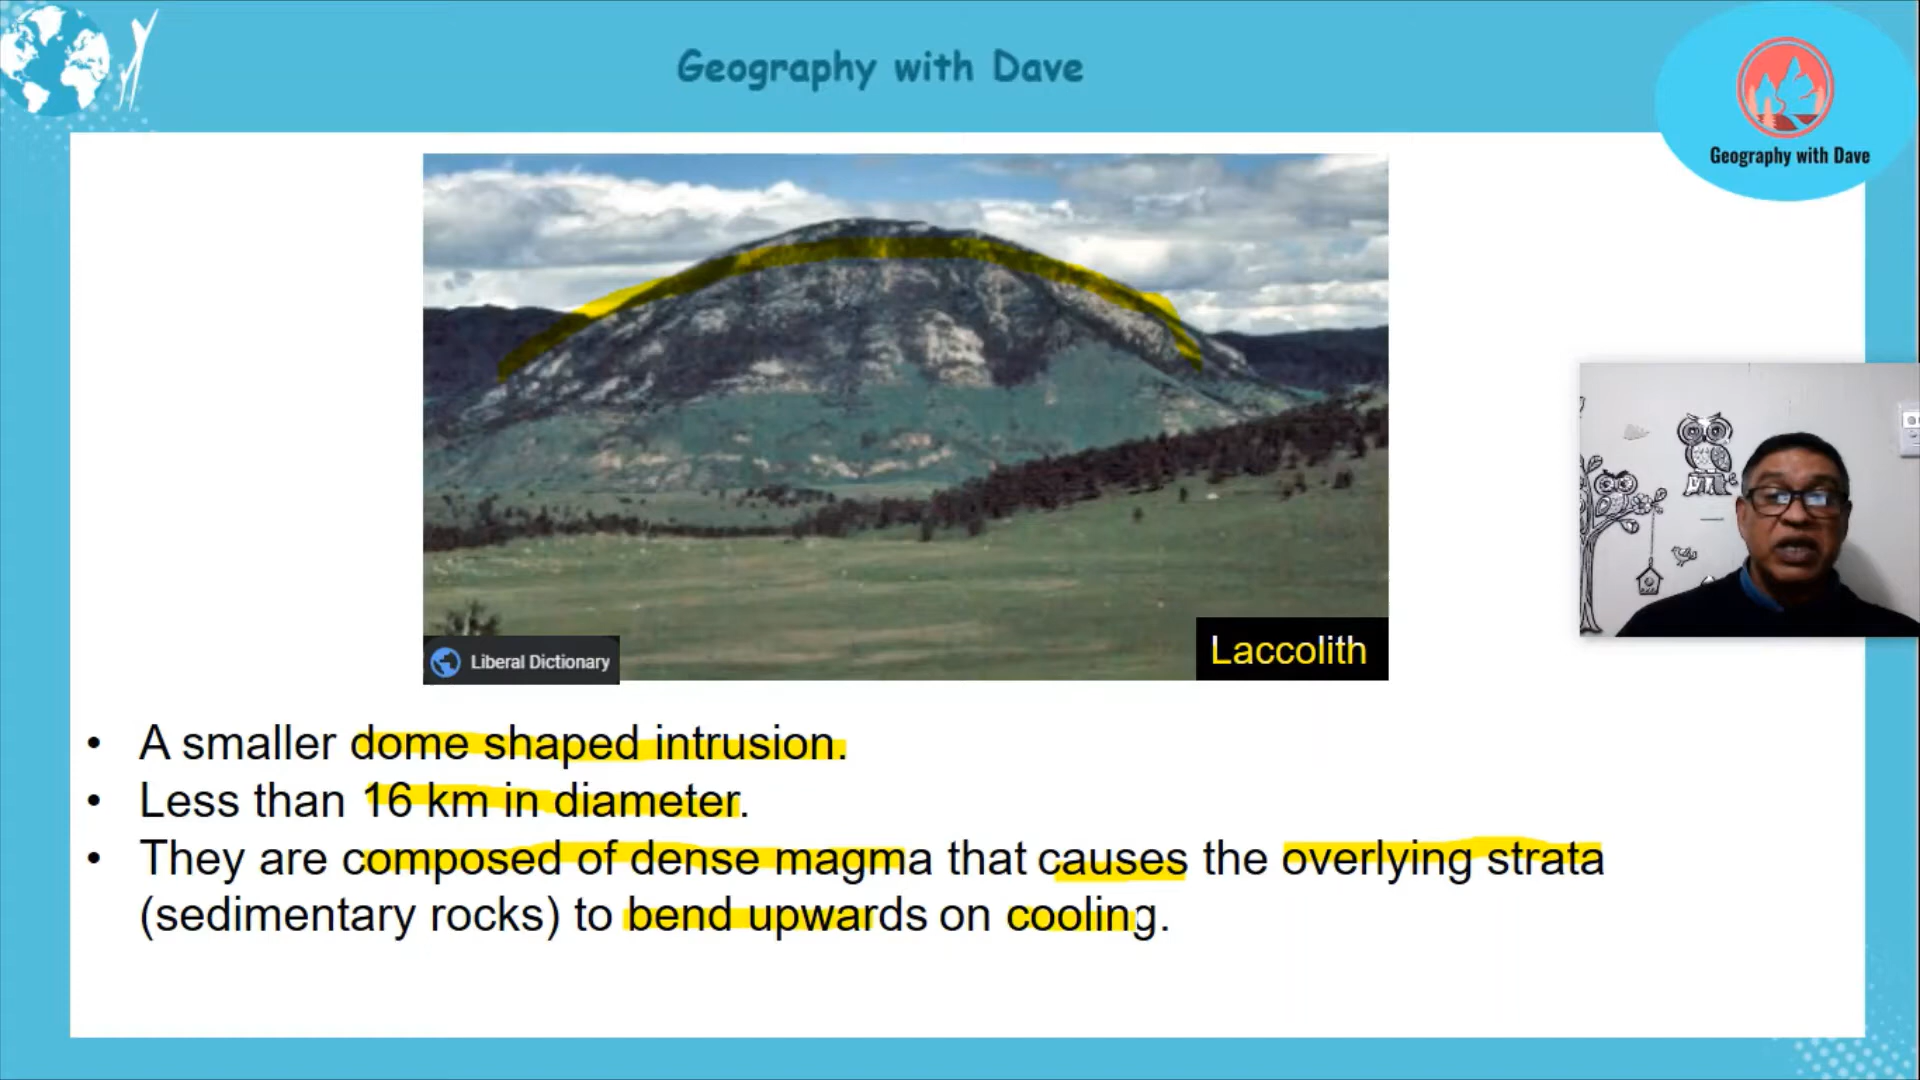 Geography with Dave
Geography with Dave
Liberal Dictionary
Laccolith
• A smaller dome shaped intrusion.
• Less than 16 km in diameter.
• They are composed of dense magma that causes the overlying strata
(sedimentary rocks) to bend upwards on cooling.